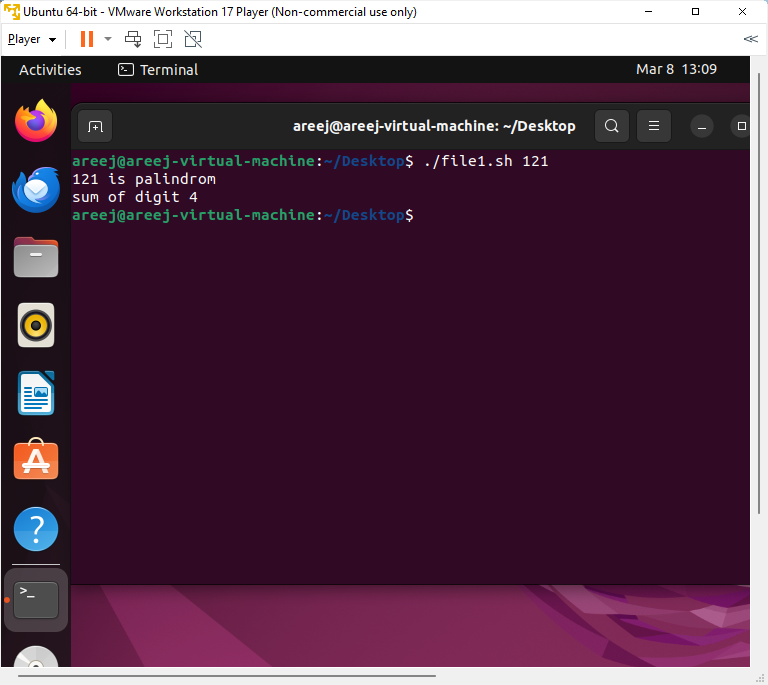 Ubuntu 64-bit - VMware Workstation 17 Player (Non-commercial use only)
Player
Activities
Terminal
Mar 8 13:09
areej@areej-virtual-machine: ~/Desktop
areej@areej-virtual-machine:~/Desktop$ ./file1.sh 121
121 is palindrom
sum of digit 4
areej@areej-virtual-machine:~/Desktop$